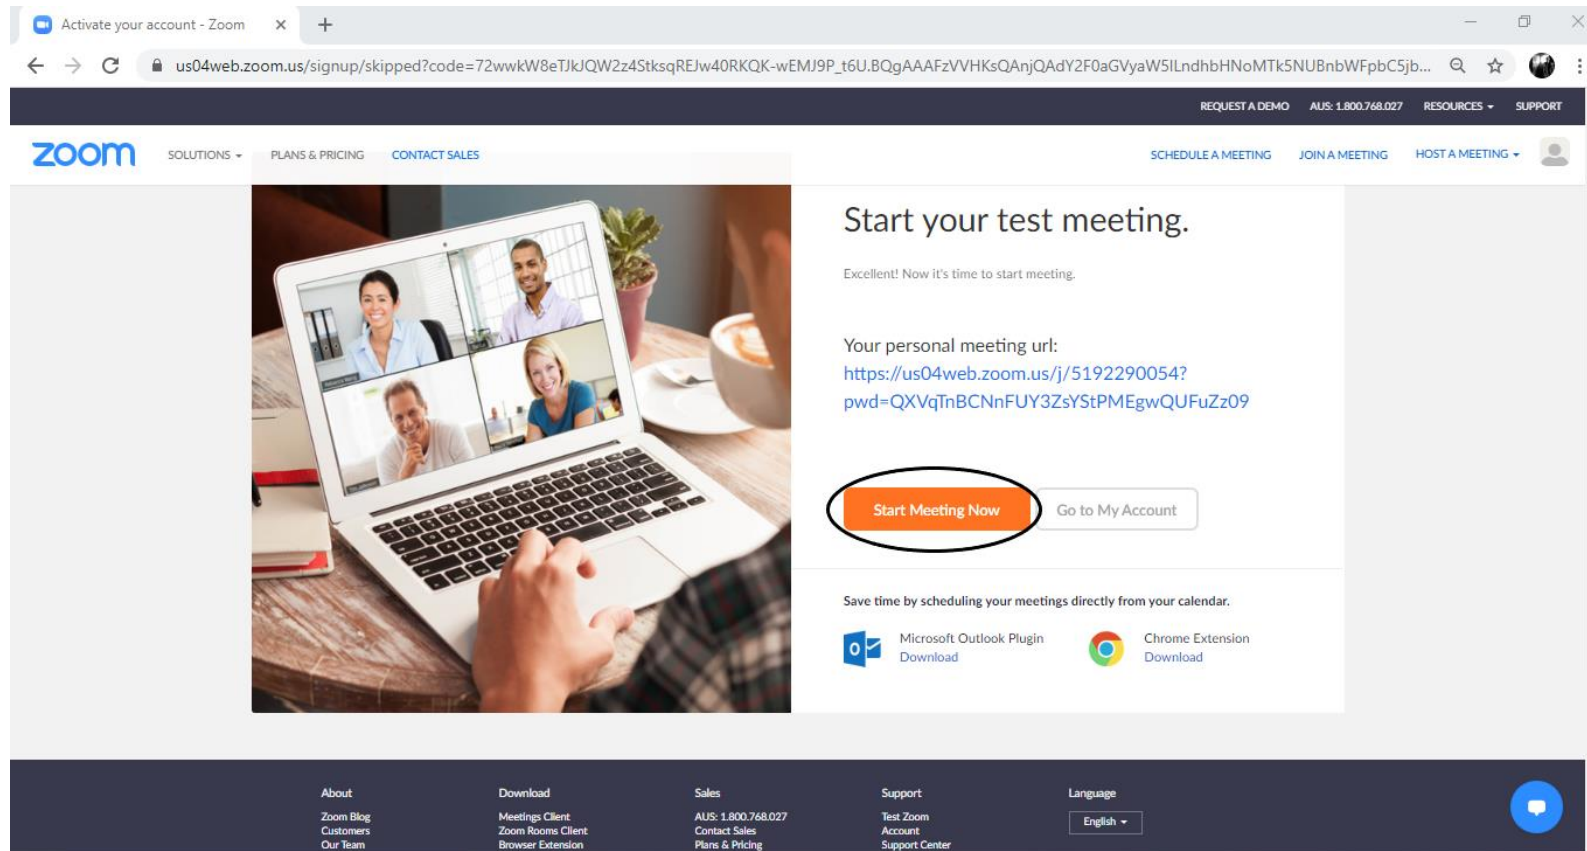 Activate your account - Zoom
us04web.zoom.us/signup/skipped?code=72wwkW8eTJkJQW2z4StksqREJw40RKQK-wEMJ9P_t6U.BQgAAAFzVVHKsQAnjQAdY2F0aGVyaW5lLndhbHNoMTk5NUBnbWFpbC5jb...
REQUEST A DEMO AUS: 1.800.768.027 RESOURCES SUPPORT
zoom SOLUTIONS PLANS & PRICING CONTACT SALES SCHEDULE A MEETING JOIN A MEETING HOST A MEETING
Start your test meeting.
Excellent! Now it's time to start meeting.
Your personal meeting url:
https://us04web.zoom.us/j/5192290054?
pwd=QXVqTnBCNnFUY3ZsYStPMEgwQUFuZz09
Start Meeting Now Go to My Account
Save time by scheduling your meetings directly from your calendar.
Microsoft Outlook Plugin Chrome Extension
Download Download
About Download Sales Support Language
Zoom Blog Meetings Client AUS: 1.800.768.027 Test Zoom English
Customers Zoom Rooms Client Contact Sales Account
Our Team Browser Extension Plans & Pricing Support Center